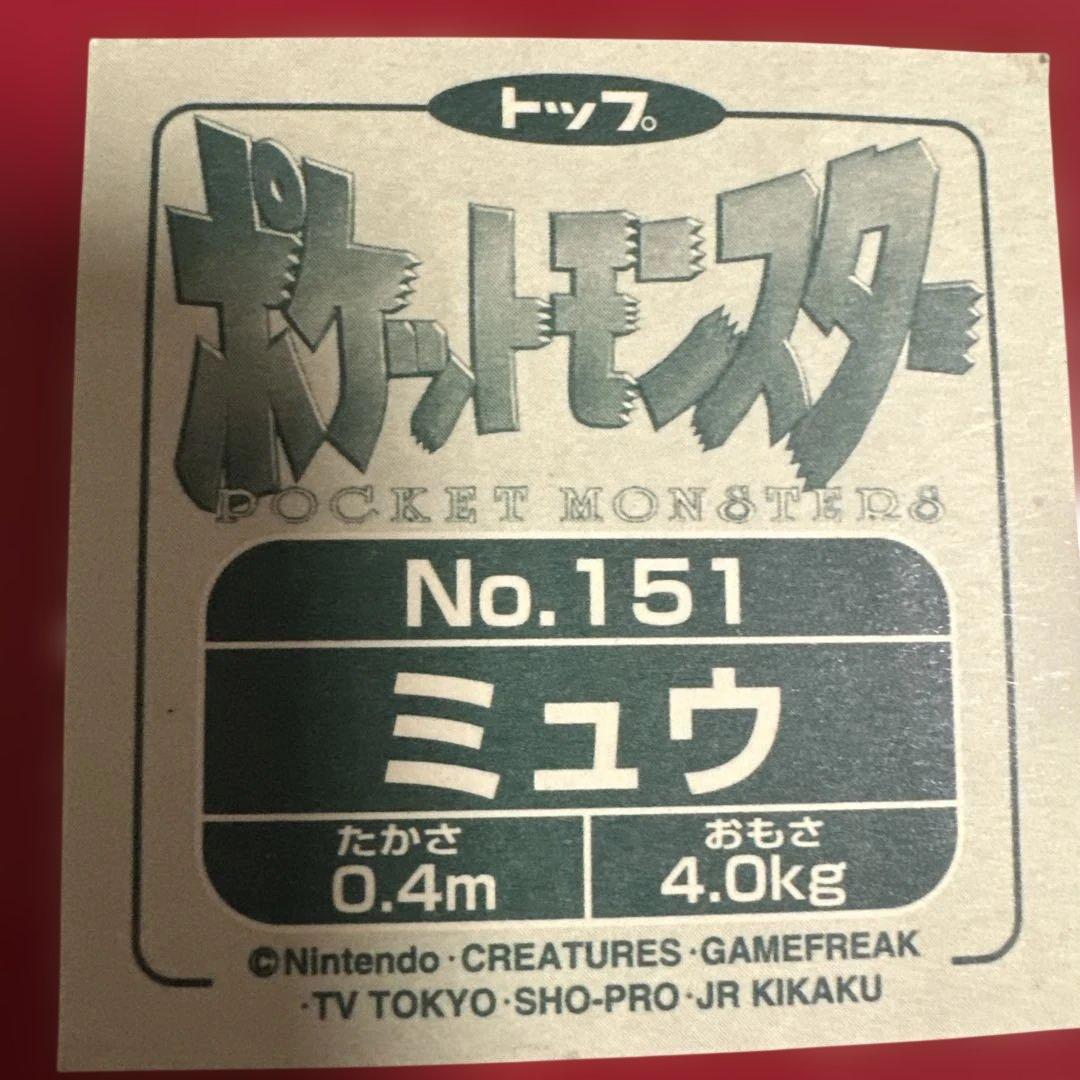 トップ。
ポケットモンスター
POCKET MONSTERS
No.151
ミュウ
たかさ おもさ
0.4m 4.0kg
©Nintendo・CREATURES・GAMEFREAK
・TV TOKYO・SHO-PRO・JR KIKAKU